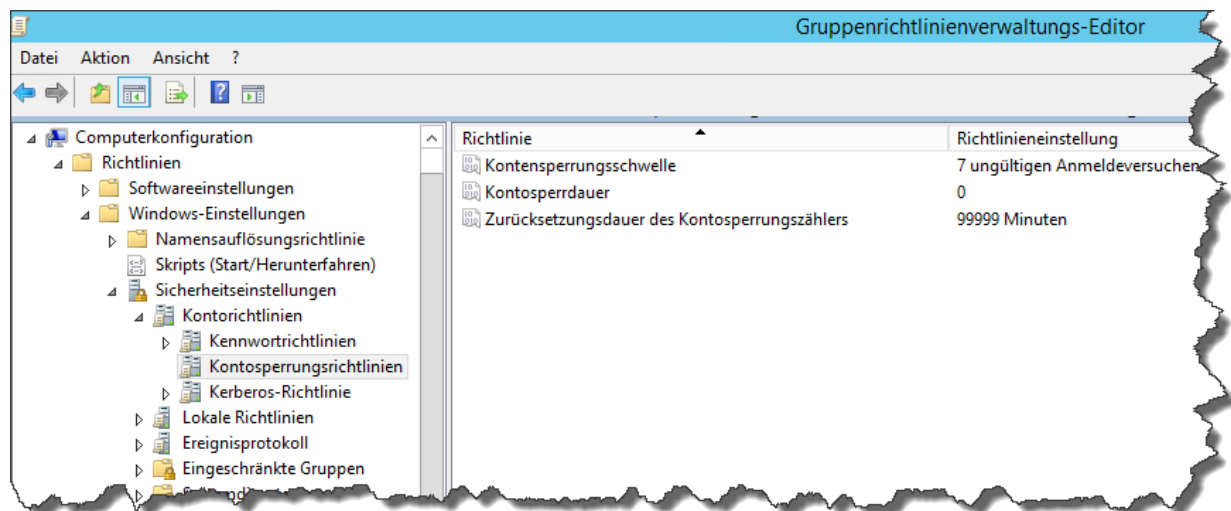 Gruppenrichtlinienverwaltungs-Editor
Datei Aktion Ansicht ?
Computerkonfiguration
Richtlinien
Softwareeinstellungen
Windows-Einstellungen
Namensauflösungsrichtlinie
Skripts (Start/Herunterfahren)
Sicherheitseinstellungen
Kontorichtlinien
Kennwortrichtlinien
Kontosperrungsrichtlinien
Kerberos-Richtlinie
Lokale Richtlinien
Ereignisprotokoll
Eingeschränkte Gruppen
Richtlinie Richtlinieneinstellung
Kontensperrungsschwelle 7 ungültigen Anmeldeversuchen
Kontosperrdauer 0
Zurücksetzungsdauer des Kontosperrungszählers 99999 Minuten